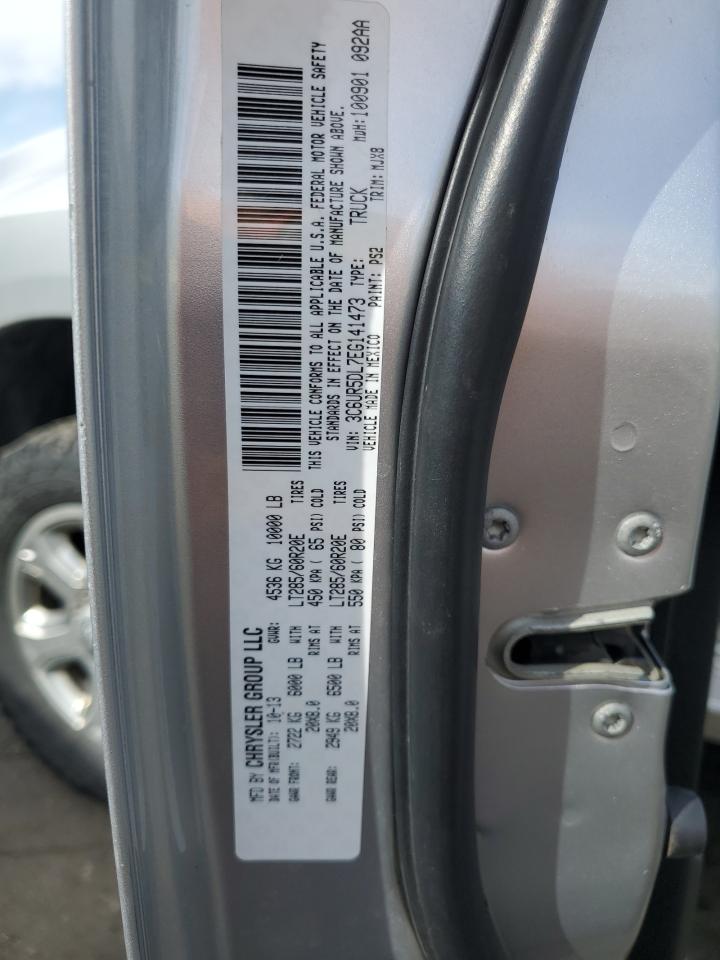 MFD BY CHRYSLER GROUP LLC
DATE OF MFR(BUILT): 10-13 GVWR: 4536 KG 10000 LB
GAWR FRONT: 2722 KG 6000 LB WITH LT285/60R20E TIRES
20X8.0 RIMS AT 450 KPA ( 65 PSI) COLD
GAWR REAR: 2949 KG 6500 LB WITH LT285/60R20E TIRES
20X8.0 RIMS AT 550 KPA ( 80 PSI) COLD
THIS VEHICLE CONFORMS TO ALL APPLICABLE U.S.A. FEDERAL MOTOR VEHICLE SAFETY
STANDARDS IN EFFECT ON THE DATE OF MANUFACTURE SHOWN ABOVE.
VIN: 3C6UR5DL7EG141473 TYPE: TRUCK MDH:100901 092AA
VEHICLE MADE IN MEXICO PAINT: PS2 TRIM: MJX8